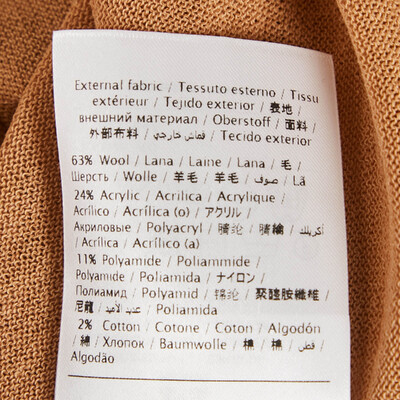 External fabric / Tessuto esterno / Tissu
extérieur / Tejido exterior / 表地 /
внешний материал / Oberstoff / 面料 /
外部布料 / قماش خارجي / Tecido exterior
63% Wool / Lana / Laine / Lana / 毛 /
Шерсть / Wolle / 羊毛 / 羊毛 / صوف / Lã
24% Acrylic / Acrilica / Acrylique /
Acrílico / Acrílica (o) / アクリル /
Акриловые / Polyacryl / 腈纶 / 腈綸 / أكريلك
/ Acrílica / Acrílico (a)
11% Polyamide / Poliammide /
Polyamide / Poliamida / ナイロン /
Полиамид / Polyamid / 锦纶 / 聚醯胺纖維 /
尼龍 / عبد الأميد / Poliamida
2% Cotton / Cotone / Coton / Algodón
/ 綿 / Хлопок / Baumwolle / 棉 / 棉 / قطن /
Algodão